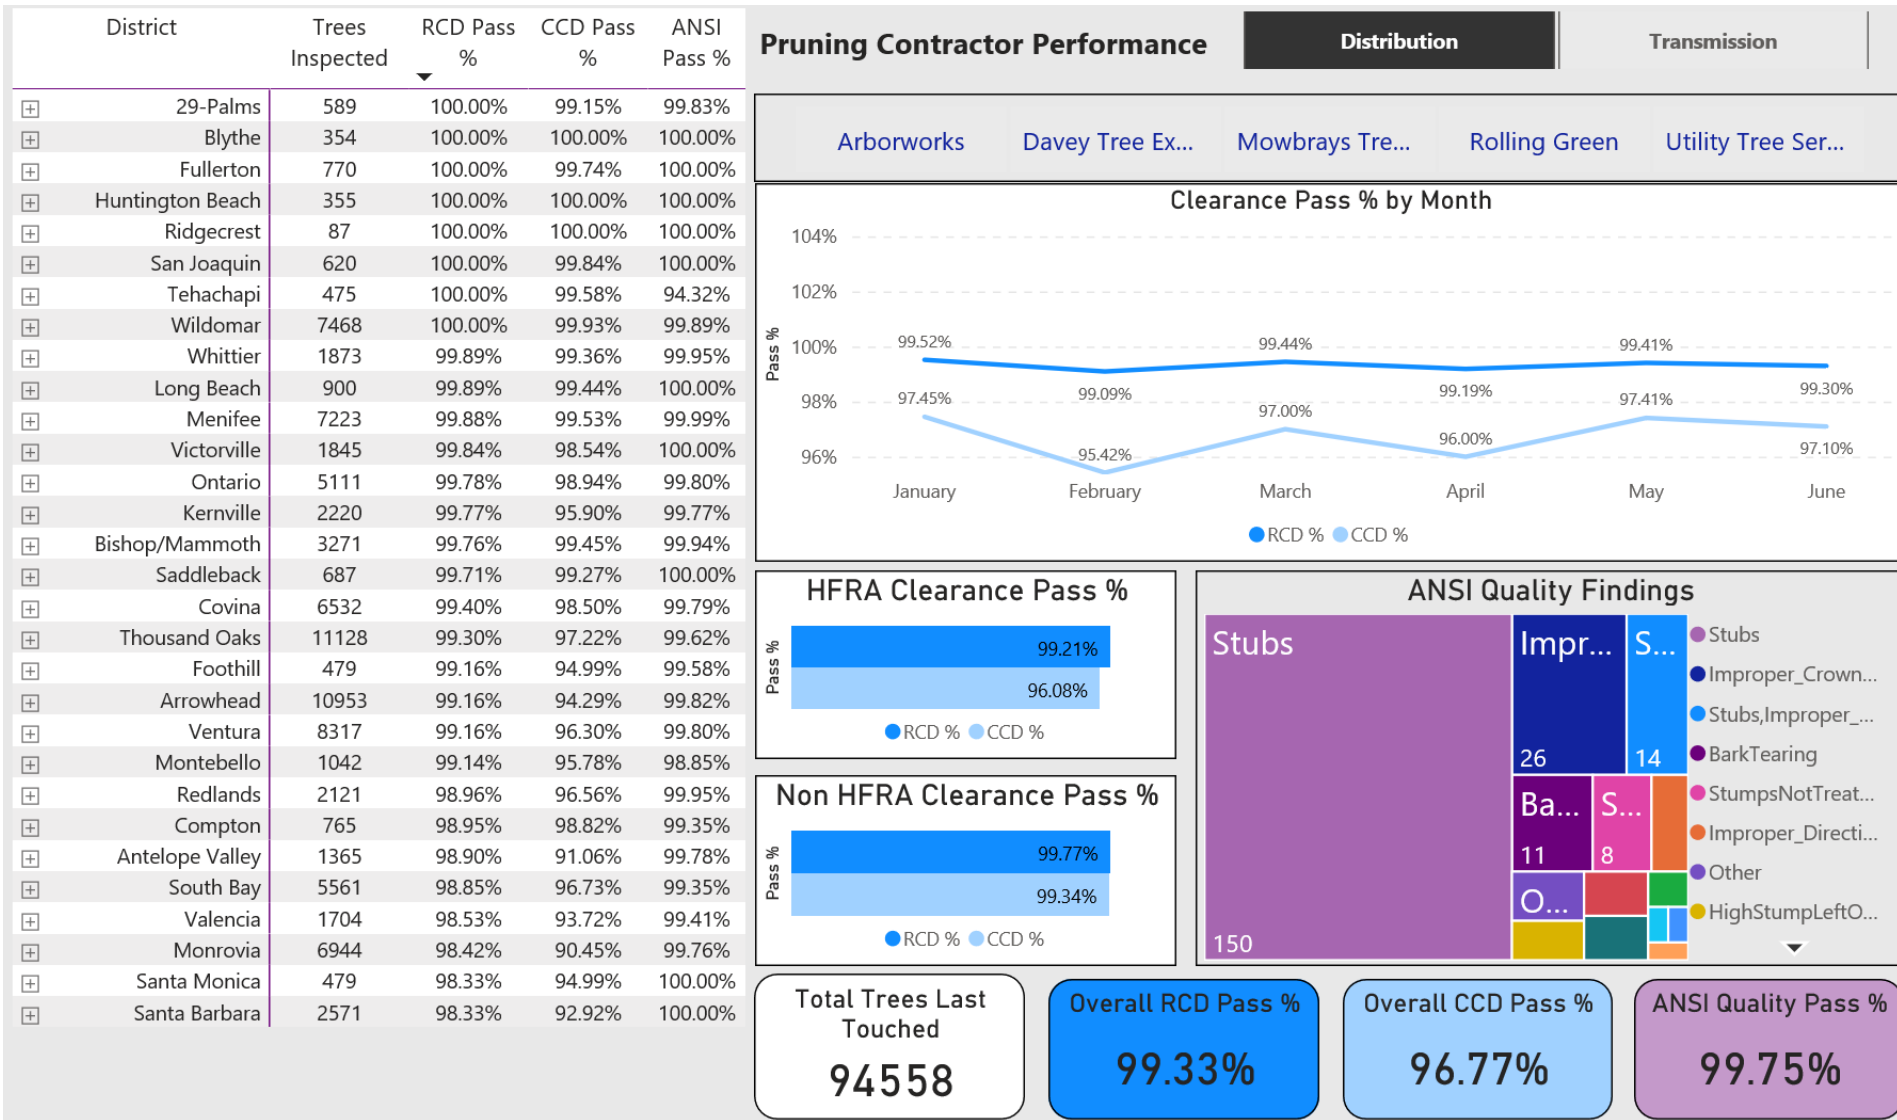 District Trees Inspected RCD Pass % CCD Pass % ANSI Pass %
29-Palms 589 100.00% 99.15% 99.83%
Blythe 354 100.00% 100.00% 100.00%
Fullerton 770 100.00% 99.74% 100.00%
Huntington Beach 355 100.00% 100.00% 100.00%
Ridgecrest 87 100.00% 100.00% 100.00%
San Joaquin 620 100.00% 99.84% 100.00%
Tehachapi 475 100.00% 99.58% 94.32%
Wildomar 7468 100.00% 99.93% 99.89%
Whittier 1873 99.89% 99.36% 99.95%
Long Beach 900 99.89% 99.44% 100.00%
Menifee 7223 99.88% 99.53% 99.99%
Victorville 1845 99.84% 98.54% 100.00%
Ontario 5111 99.78% 98.94% 99.80%
Kernville 2220 99.77% 95.90% 99.77%
Bishop/Mammoth 3271 99.76% 99.45% 99.94%
Saddleback 687 99.71% 99.27% 100.00%
Covina 6532 99.40% 98.50% 99.79%
Thousand Oaks 11128 99.30% 97.22% 99.62%
Foothill 479 99.16% 94.99% 99.58%
Arrowhead 10953 99.16% 94.29% 99.82%
Ventura 8317 99.16% 96.30% 99.80%
Montebello 1042 99.14% 95.78% 98.85%
Redlands 2121 98.96% 96.56% 99.95%
Compton 765 98.95% 98.82% 99.35%
Antelope Valley 1365 98.90% 91.06% 99.78%
South Bay 5561 98.85% 96.73% 99.35%
Valencia 1704 98.53% 93.72% 99.41%
Monrovia 6944 98.42% 90.45% 99.76%
Santa Monica 479 98.33% 94.99% 100.00%
Santa Barbara 2571 98.33% 92.92% 100.00%
Pruning Contractor Performance
Distribution
Transmission
Arborworks
Davey Tree Ex...
Mowbrays Tre...
Rolling Green
Utility Tree Ser...
Clearance Pass % by Month
Pass %
104%
102%
100%
98%
96%
99.52% 99.09% 99.44% 99.19% 99.41% 99.30%
97.45% 95.42% 97.00% 96.00% 97.41% 97.10%
January February March April May June
RCD % CCD %
HFRA Clearance Pass %
Pass %
99.21%
96.08%
RCD % CCD %
Non HFRA Clearance Pass %
Pass %
99.77%
99.34%
RCD % CCD %
ANSI Quality Findings
Stubs
150
Impr...
26
S...
14
Ba...
11
S...
8
O...
Stubs
Improper_Crown...
Stubs,Improper_...
BarkTearing
StumpsNotTreat...
Improper_Directi...
Other
HighStumpLeftO...
Total Trees Last
Touched
94558
Overall RCD Pass %
99.33%
Overall CCD Pass %
96.77%
ANSI Quality Pass %
99.75%